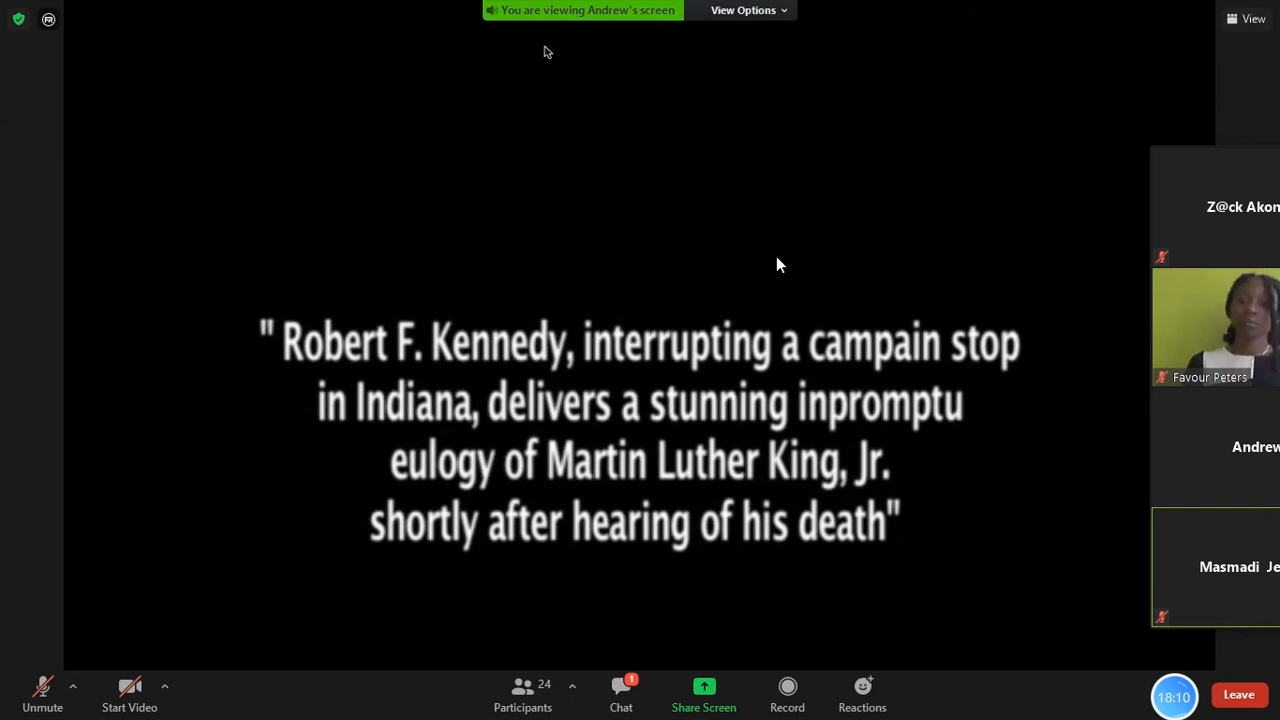 You are viewing Andrew's screen
View Options
View
" Robert F. Kennedy, interrupting a campain stop
in Indiana, delivers a stunning inpromptu
eulogy of Martin Luther King, Jr.
shortly after hearing of his death"
Z@ck Akon
Favour Peters
Andrew
Masmadi Je
Unmute
Start Video
24
Participants
1
Chat
Share Screen
Record
Reactions
18:10
Leave